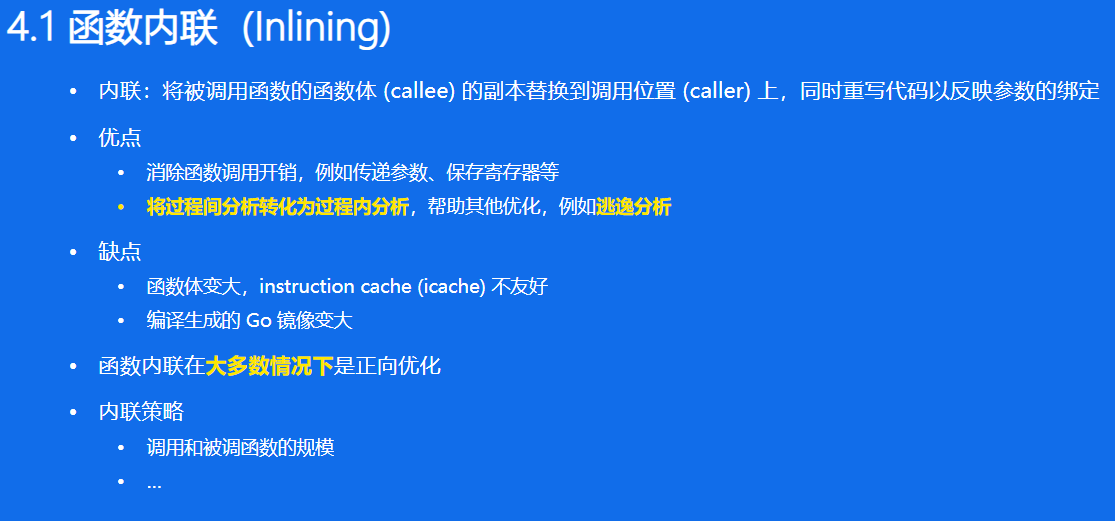 4.1 函数内联 (Inlining)
• 内联：将被调用函数的函数体 (callee) 的副本替换到调用位置 (caller) 上，同时重写代码以反映参数的绑定
• 优点
• 消除函数调用开销，例如传递参数、保存寄存器等
• 将过程间分析转化为过程内分析，帮助其他优化，例如逃逸分析
• 缺点
• 函数体变大，instruction cache (icache) 不友好
• 编译生成的 Go 镜像变大
• 函数内联在大多数情况下是正向优化
• 内联策略
• 调用和被调函数的规模
• ...